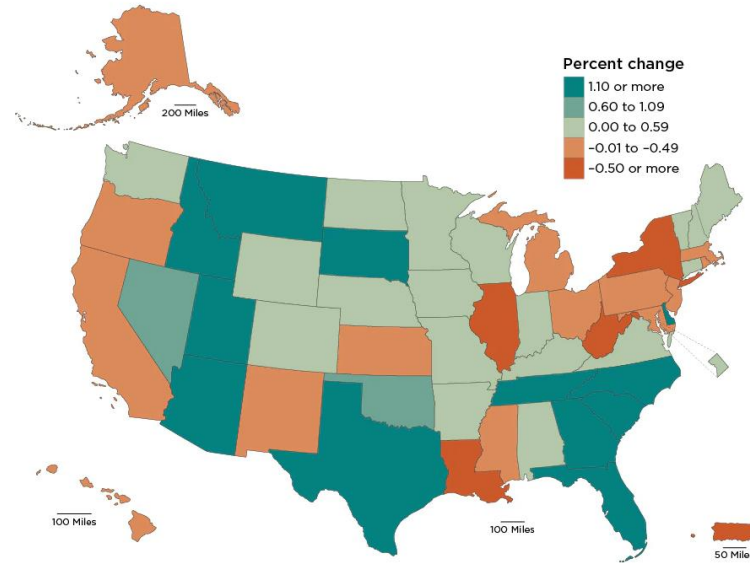 Percent change
1.10 or more
0.60 to 1.09
0.00 to 0.59
–0.01 to –0.49
–0.50 or more
200 Miles
100 Miles
100 Miles